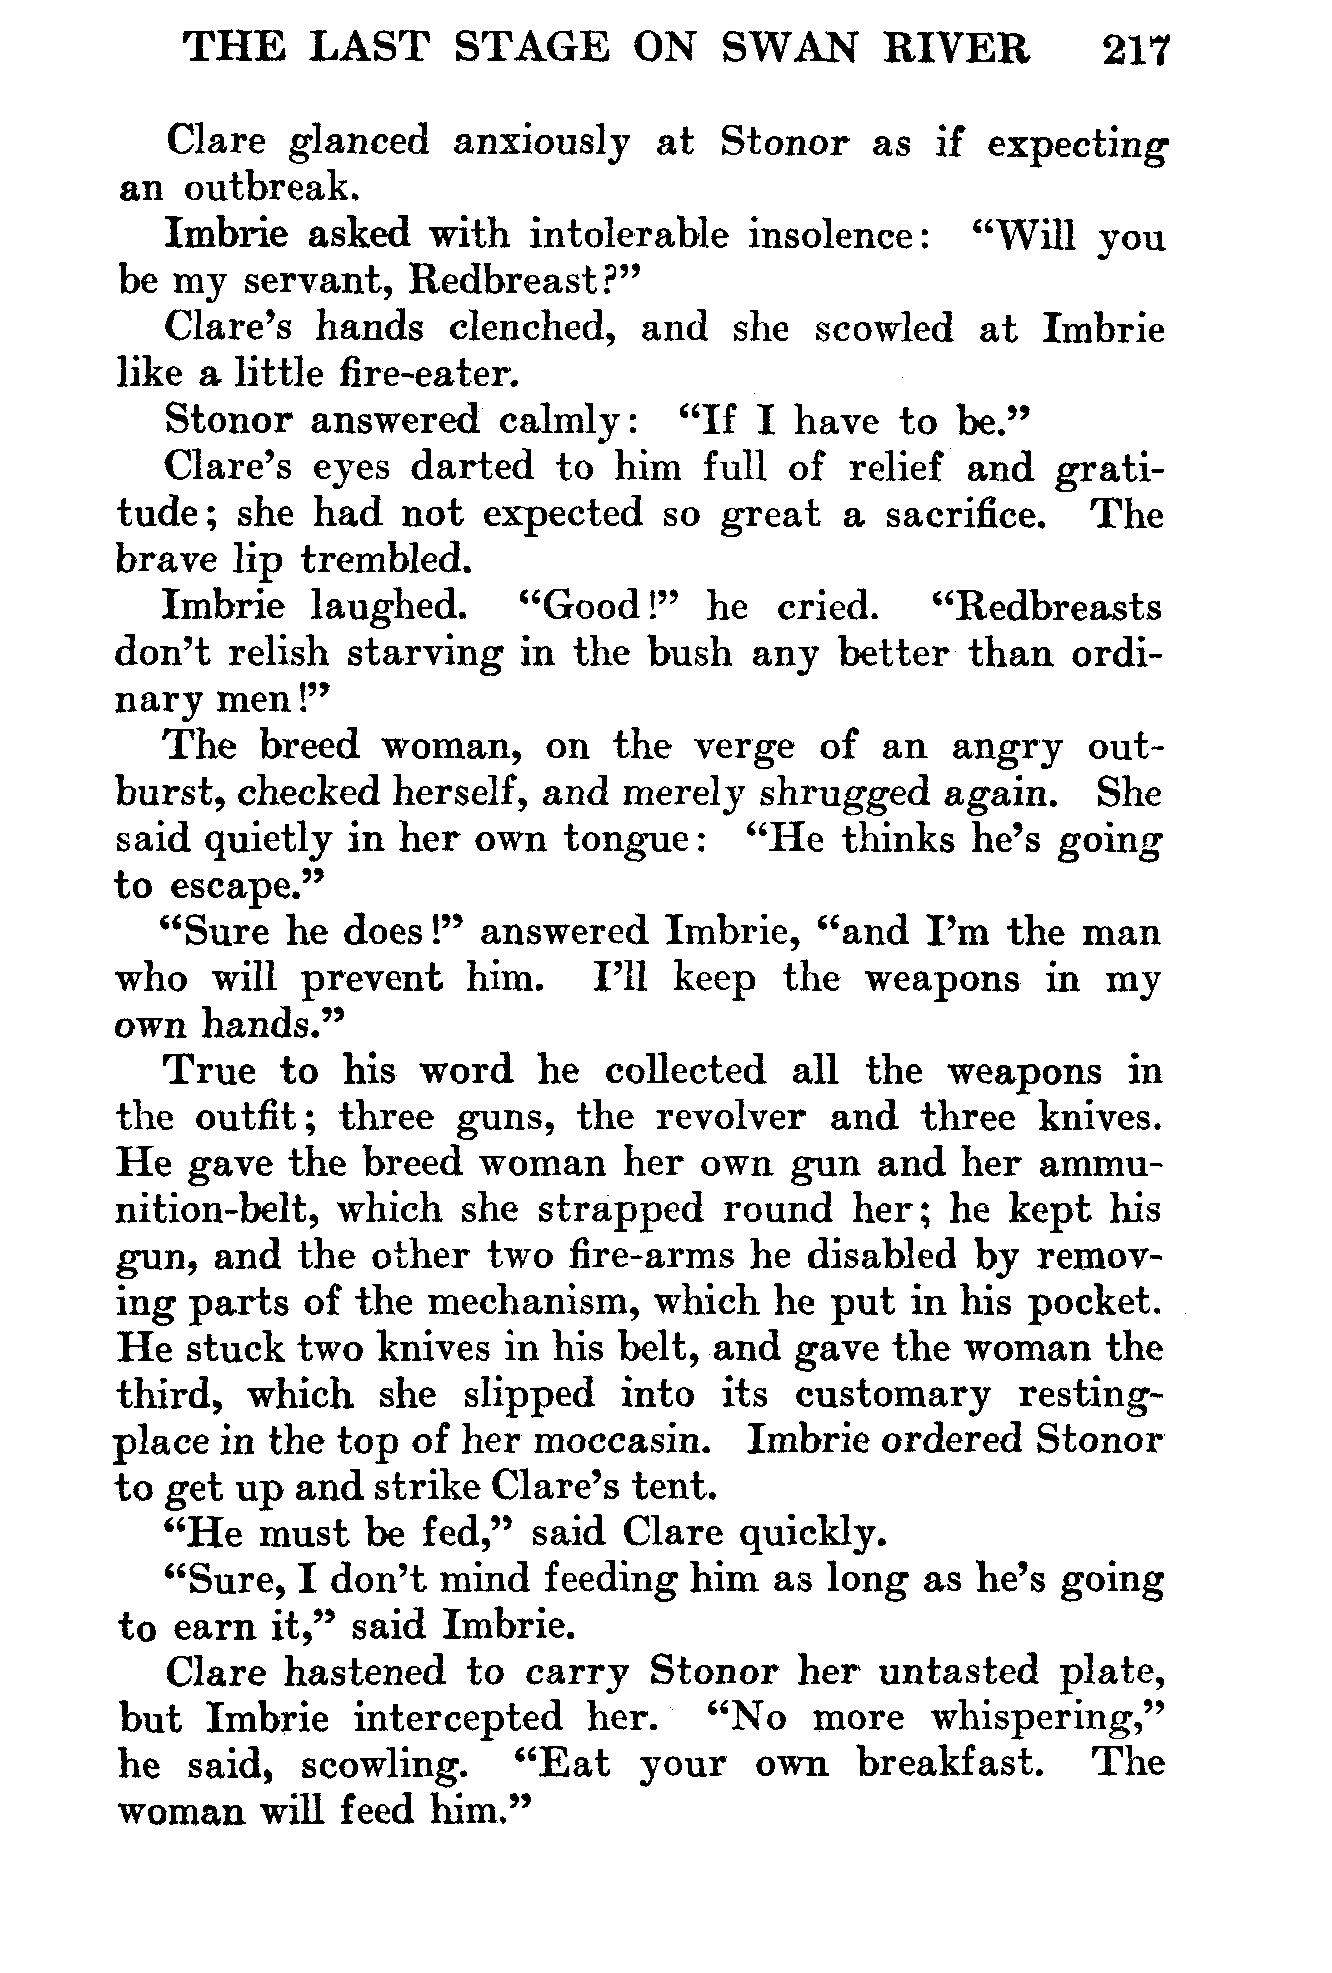 THE LAST STAGE ON SWAN RIVER 217
Clare glanced anxiously at Stonor as if expecting
an outbreak.
Imbrie asked with intolerable insolence: “Will you
be my servant, Redbreast?”
Clare’s hands clenched, and she scowled at Imbrie
like a little fire-eater.
Stonor answered calmly: “If I have to be.”
Clare’s eyes darted to him full of relief and grati-
tude; she had not expected so great a sacrifice. The
brave lip trembled.
Imbrie laughed. “Good!” he cried. “Redbreasts
don’t relish starving in the bush any better than ordi-
nary men!”
The breed woman, on the verge of an angry out-
burst, checked herself, and merely shrugged again. She
said quietly in her own tongue: “He thinks he’s going
to escape.”
“Sure he does!” answered Imbrie, “and I’m the man
who will prevent him. I’ll keep the weapons in my
own hands.”
True to his word he collected all the weapons in
the outfit; three guns, the revolver and three knives.
He gave the breed woman her own gun and her ammu-
nition-belt, which she strapped round her; he kept his
gun, and the other two fire-arms he disabled by remov-
ing parts of the mechanism, which he put in his pocket.
He stuck two knives in his belt, and gave the woman the
third, which she slipped into its customary resting-
place in the top of her moccasin. Imbrie ordered Stonor
to get up and strike Clare’s tent.
“He must be fed,” said Clare quickly.
“Sure, I don’t mind feeding him as long as he’s going
to earn it,” said Imbrie.
Clare hastened to carry Stonor her untasted plate,
but Imbrie intercepted her. “No more whispering,”
he said, scowling. “Eat your own breakfast. The
woman will feed him.”